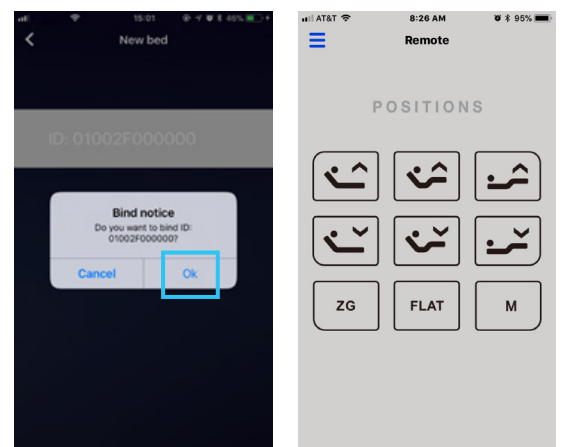 15:01
46%
New bed
ID: 01002F000000
Bind notice
Do you want to bind ID:
01002F000000?
Cancel
Ok
AT&T
8:26 AM
95%
Remote
POSITIONS
ZG
FLAT
M